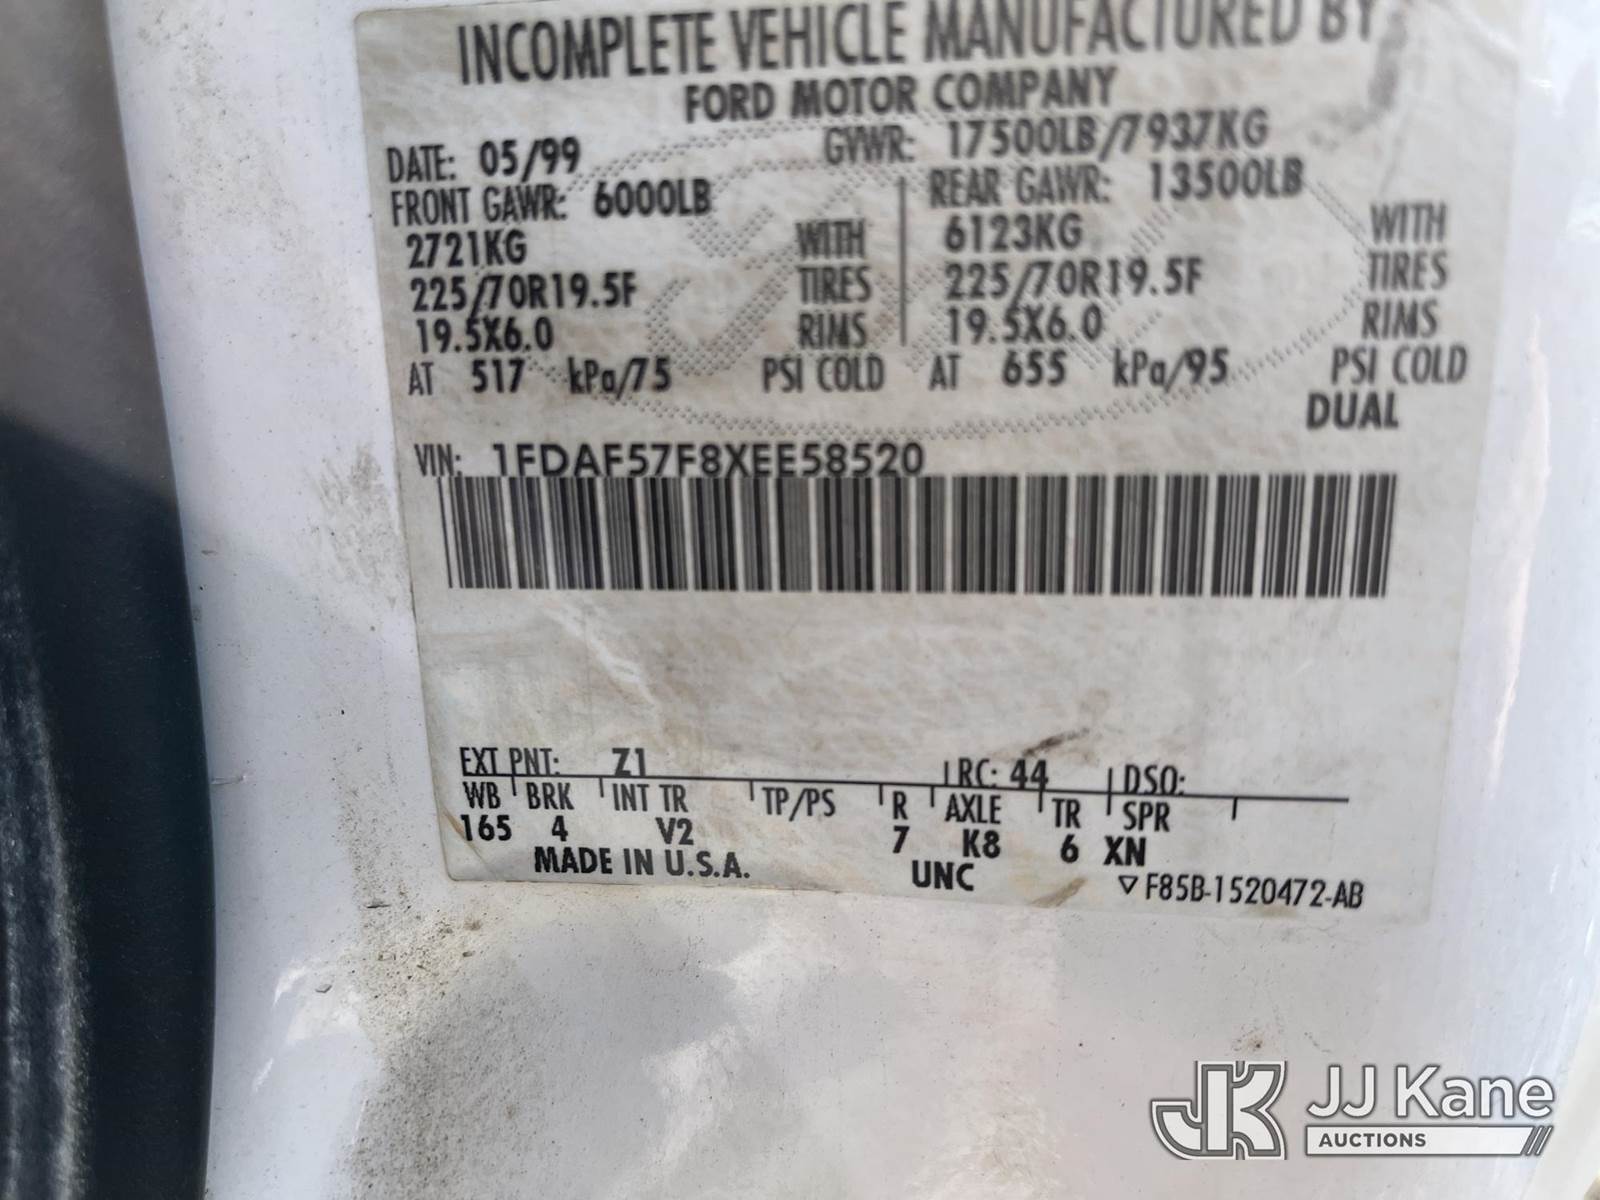 INCOMPLETE VEHICLE MANUFACTURED BY
FORD MOTOR COMPANY
DATE: 05/99 GVWR: 17500LB/7937KG
FRONT GAWR: 6000LB REAR GAWR: 13500LB
2721KG WITH 6123KG WITH
225/70R19.5F TIRES 225/70R19.5F TIRES
19.5X6.0 RIMS 19.5X6.0 RIMS
AT 517 kPa/75 PSI COLD AT 655 kPa/95 PSI COLD
DUAL
VIN: 1FDAF57F8XEE58520
EXT PNT: Z1 RC: 44 DSO:
WB BRK INT TR TP/PS R AXLE TR SPR
165 4 V2 7 K8 6 XN
MADE IN U.S.A. UNC ▽F85B-1520472-AB
JK JJ Kane
AUCTIONS